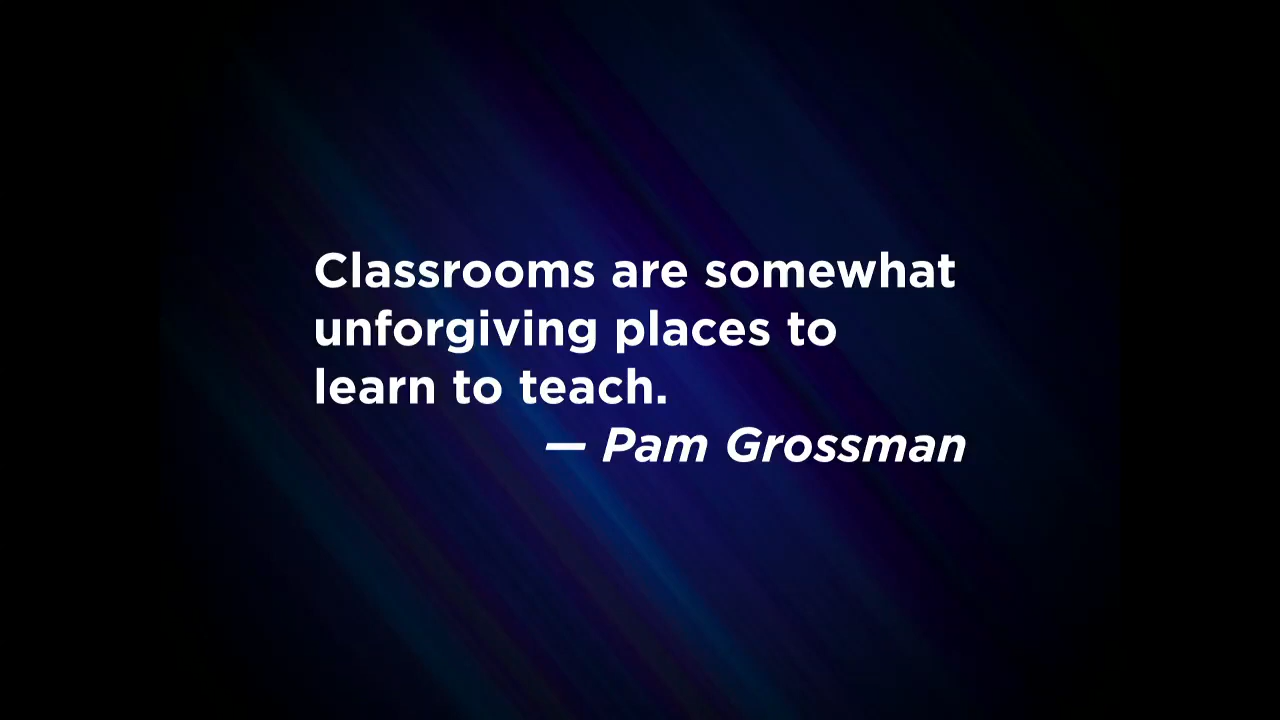 Classrooms are somewhat
unforgiving places to
learn to teach.
— Pam Grossman